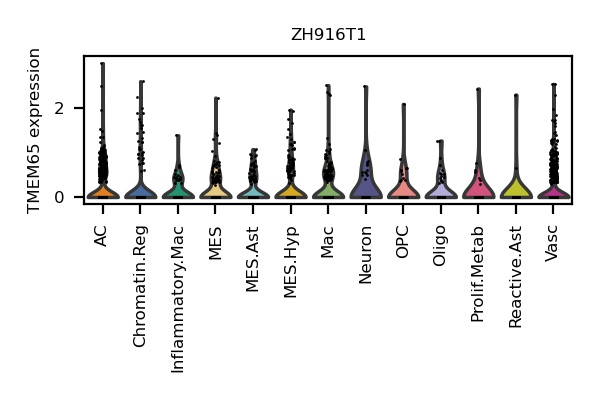 ZH916T1
TMEM65 expression
2
0
AC
Chromatin.Reg
Inflammatory.Mac
MES
MES.Ast
MES.Hyp
Mac
Neuron
OPC
Oligo
Prolif.Metab
Reactive.Ast
Vasc